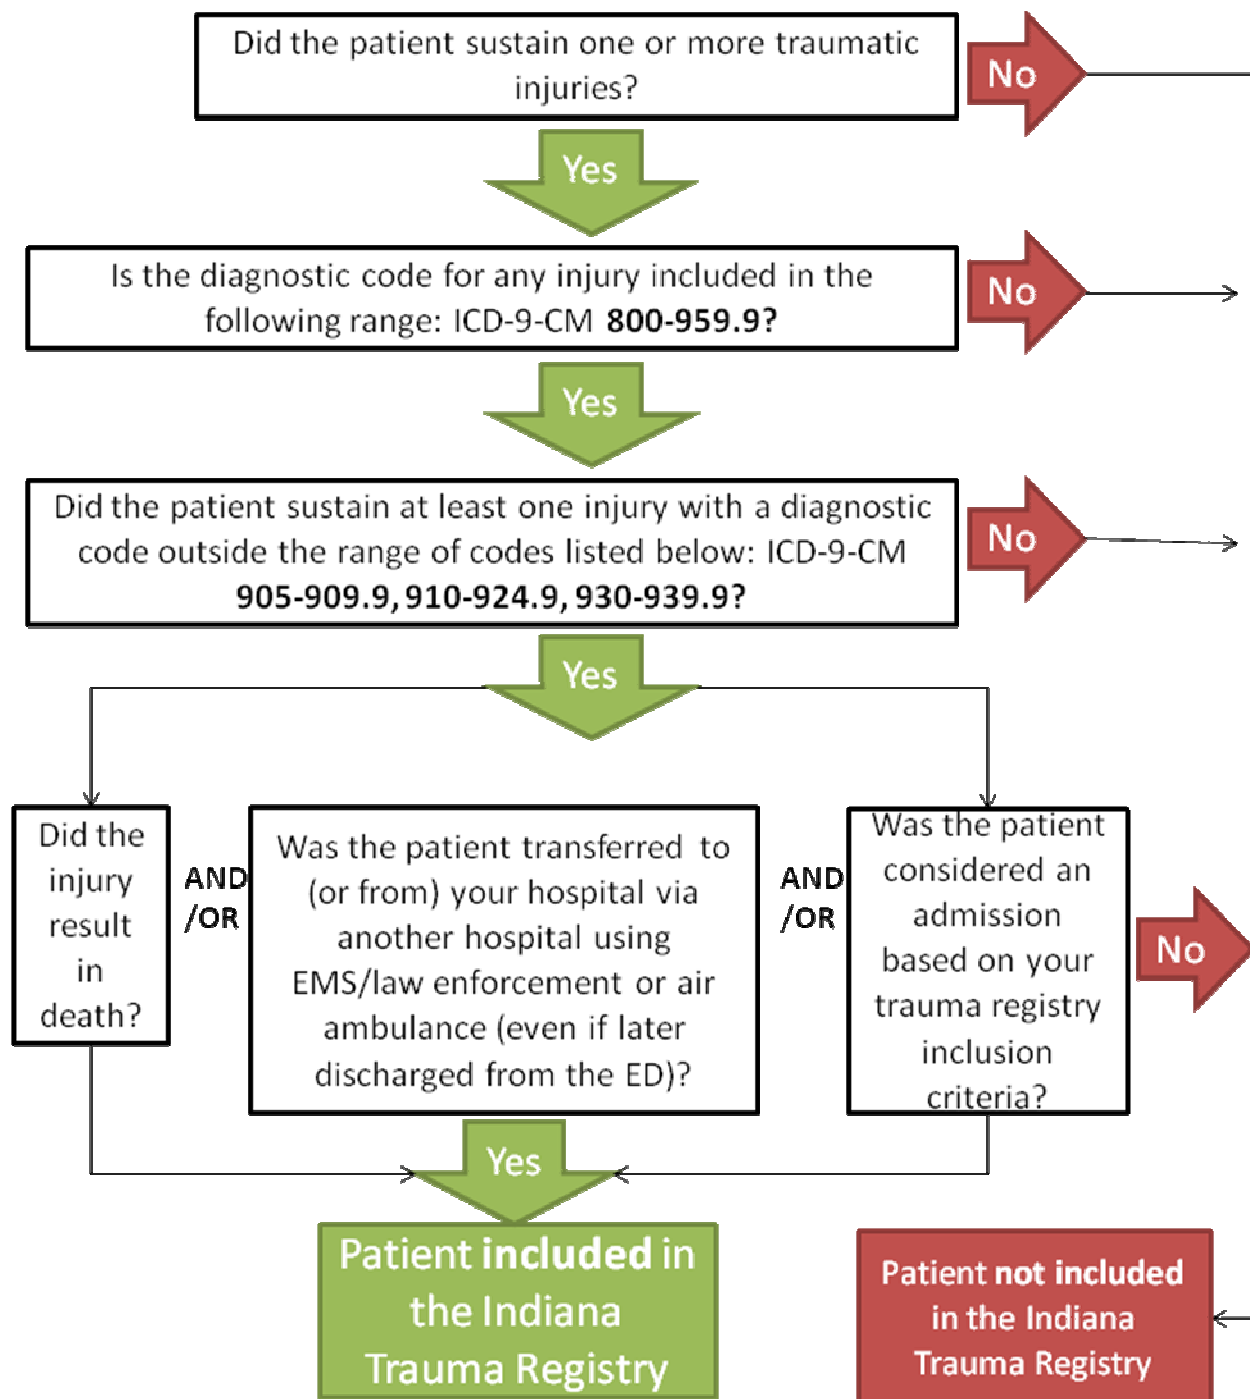 Did the patient sustain one or more traumatic
injuries?
No
Yes
Is the diagnostic code for any injury included in the
following range: ICD-9-CM 800-959.9?
No
Yes
Did the patient sustain at least one injury with a diagnostic
code outside the range of codes listed below: ICD-9-CM
905-909.9, 910-924.9, 930-939.9?
No
Yes
Did the
injury
result
in
death?
AND
/OR
Was the patient transferred to
(or from) your hospital via
another hospital using
EMS/law enforcement or air
ambulance (even if later
discharged from the ED)?
AND
/OR
Was the patient
considered an
admission
based on your
trauma registry
inclusion
criteria?
No
Yes
Patient included in
the Indiana
Trauma Registry
Patient not included
in the Indiana
Trauma Registry